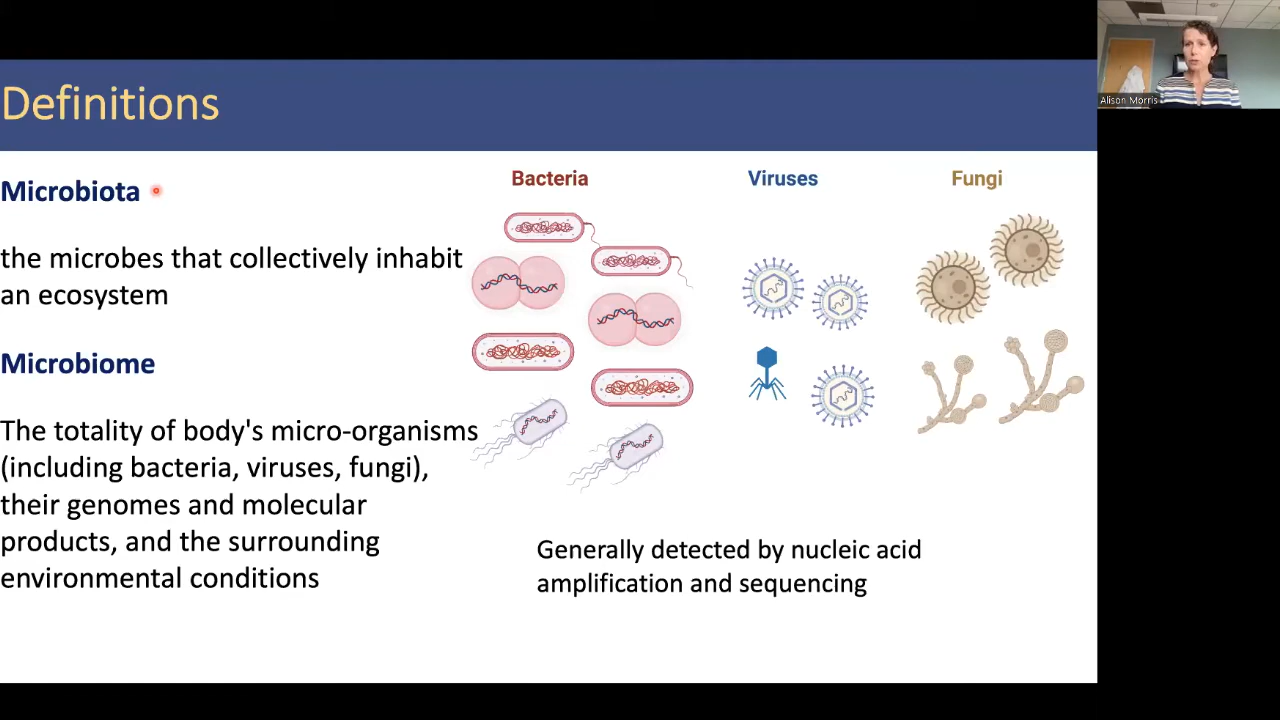 Definitions
Microbiota
the microbes that collectively inhabit
an ecosystem
Microbiome
The totality of body's micro-organisms
(including bacteria, viruses, fungi),
their genomes and molecular
products, and the surrounding
environmental conditions
Bacteria
Viruses
Fungi
Generally detected by nucleic acid
amplification and sequencing
Alison Morris